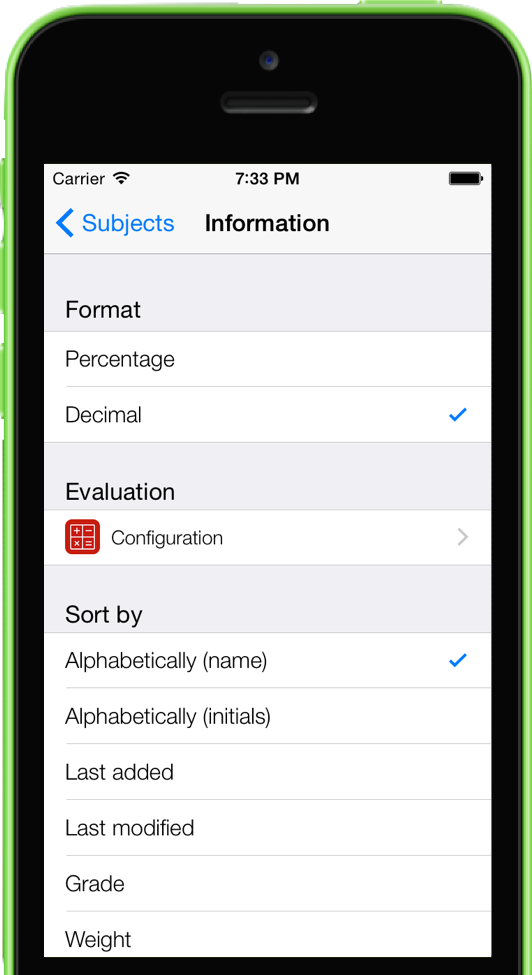 Carrier 7:33 PM
Subjects Information
Format
Percentage
Decimal
Evaluation
Configuration
Sort by
Alphabetically (name)
Alphabetically (initials)
Last added
Last modified
Grade
Weight